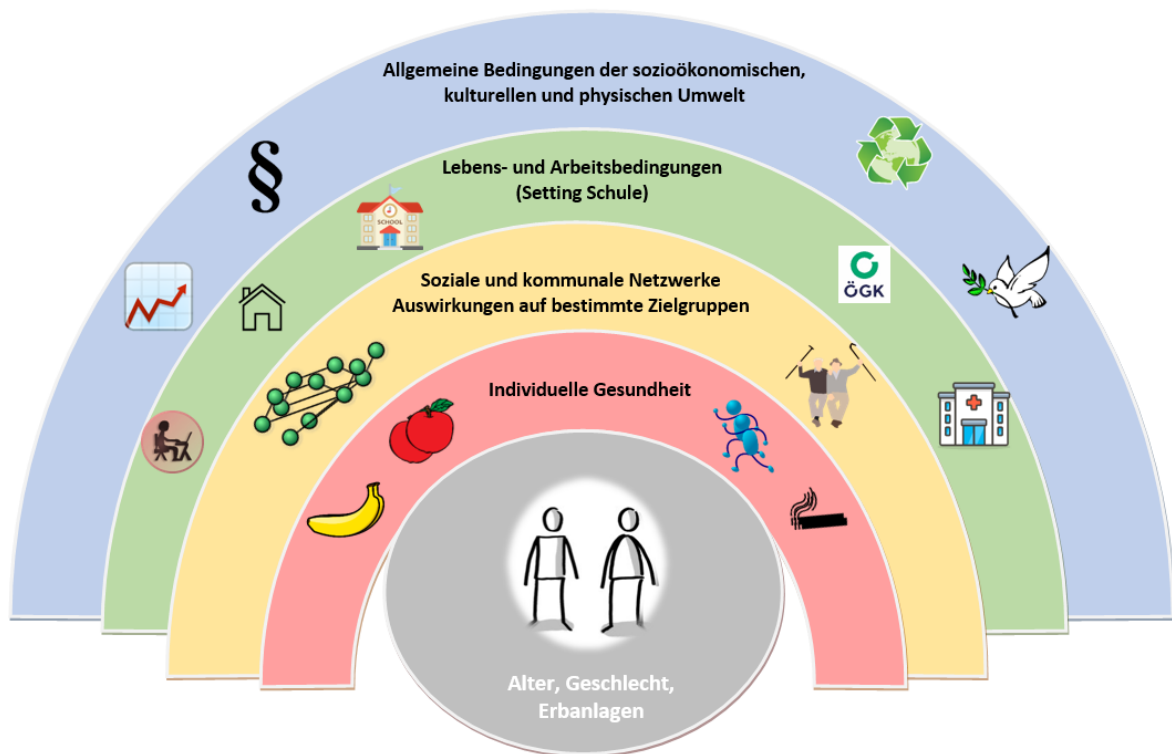 Allgemeine Bedingungen der sozioökonomischen,
kulturellen und physischen Umwelt
§
Lebens- und Arbeitsbedingungen
(Setting Schule)
SCHOOL
ÖGK
Soziale und kommunale Netzwerke
Auswirkungen auf bestimmte Zielgruppen
Individuelle Gesundheit
Alter, Geschlecht,
Erbanlagen